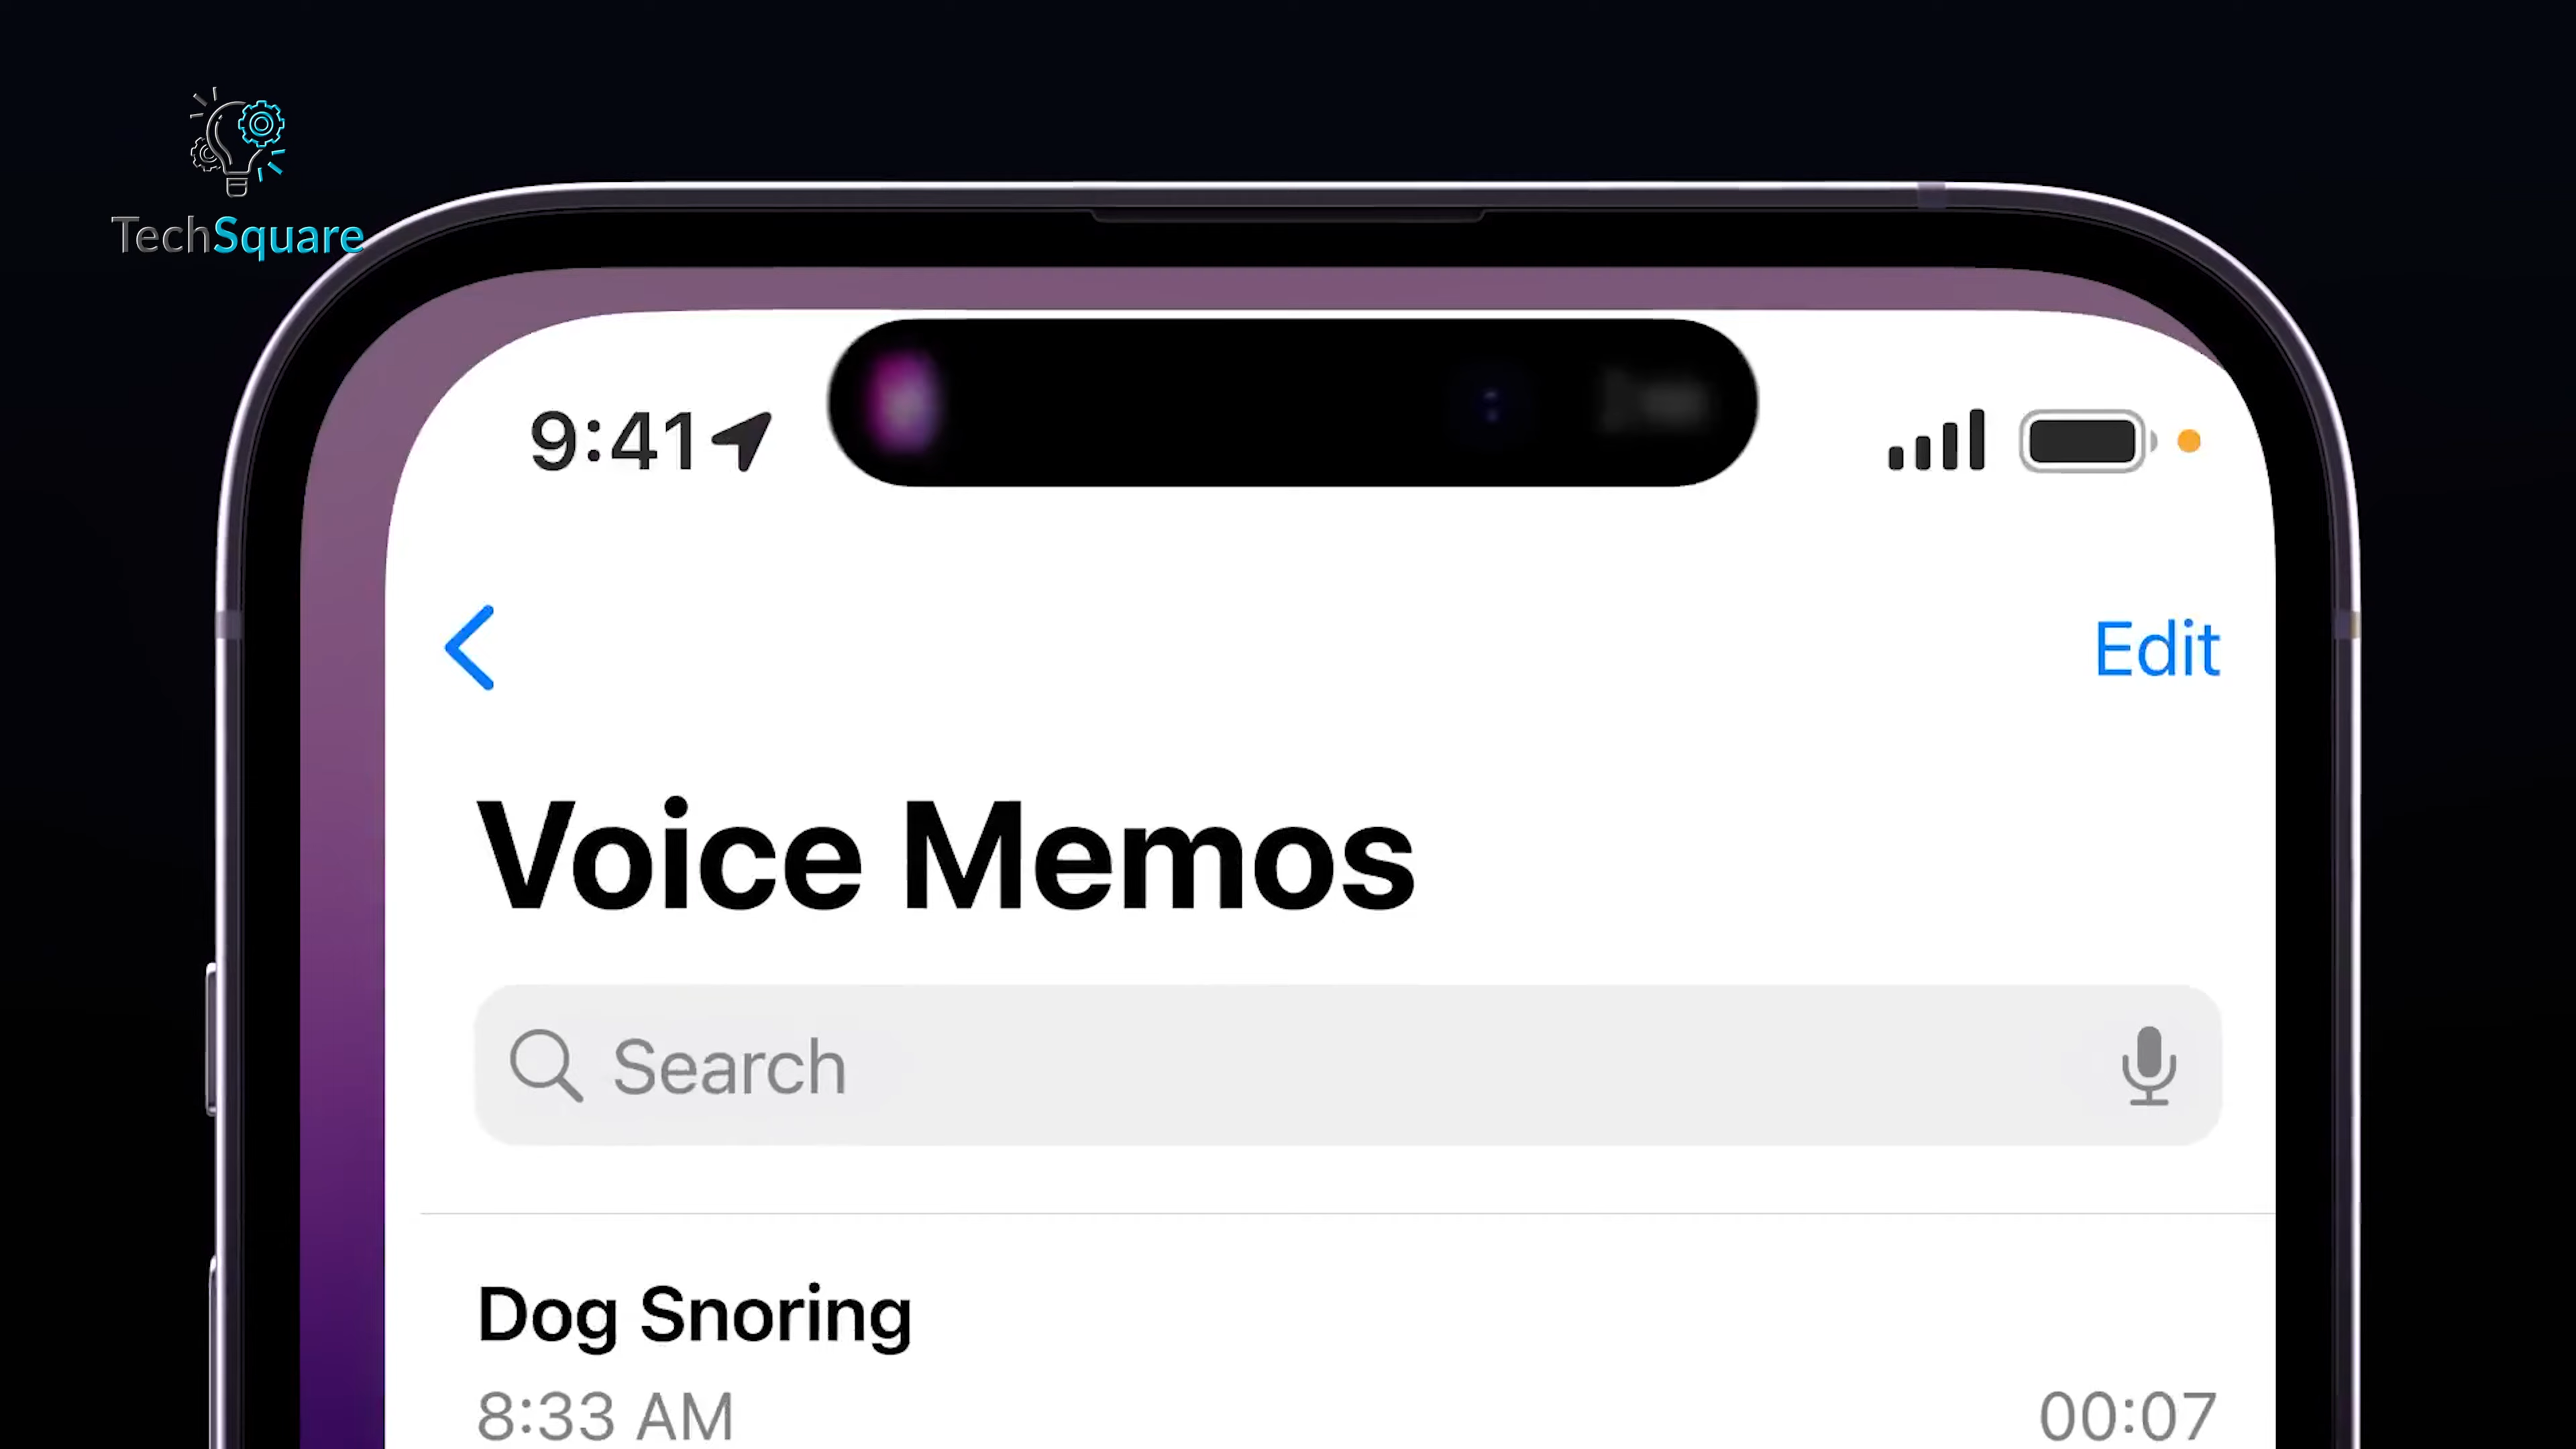 TechSquare
9:41
Edit
Voice Memos
Search
Dog Snoring
8:33 AM 00:07